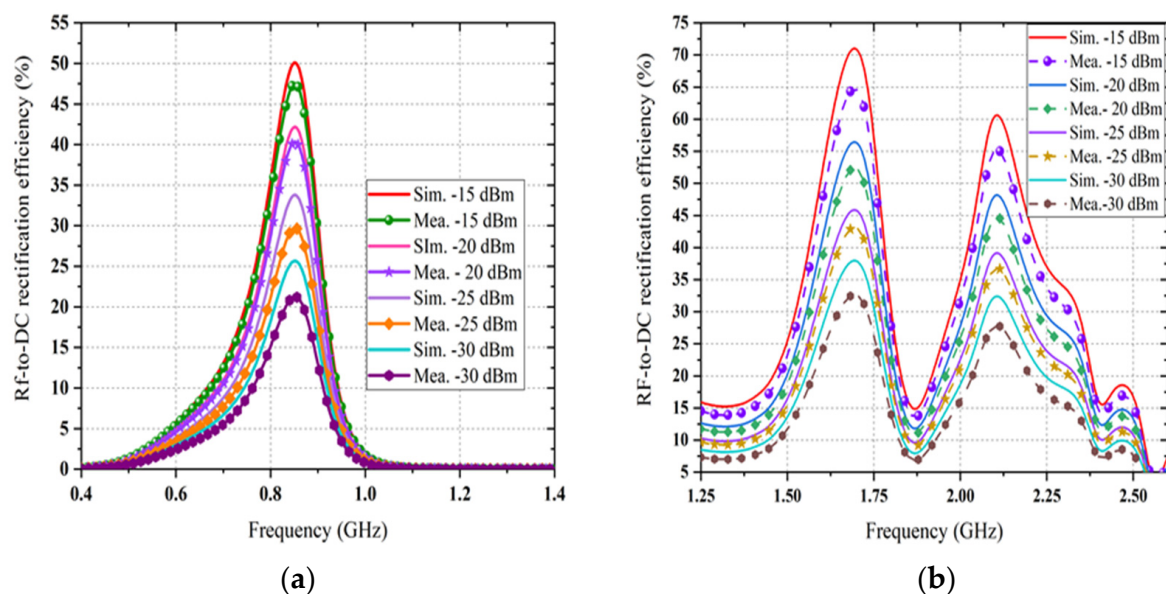 55
50
45
40
35
30
25
20
15
10
5
0
Rf-to-DC rectification efficiency (%)
Sim. -15 dBm
Mea. -15 dBm
SIm. -20 dBm
Mea. - 20 dBm
Sim. -25 dBm
Mea. -25 dBm
Sim. -30 dBm
Mea. -30 dBm
0.4 0.6 0.8 1.0 1.2 1.4
Frequency (GHz)
(a)
75
70
65
60
55
50
45
40
35
30
25
20
15
10
5
RF-to-DC rectification efficiency (%)
Sim. -15 dBm
Mea. -15 dBm
Sim. -20 dBm
Mea.- 20 dBm
Sim. -25 dBm
Mea. -25 dBm
Sim. -30 dBm
Mea.-30 dBm
1.25 1.50 1.75 2.00 2.25 2.50
Frequency (GHz)
(b)